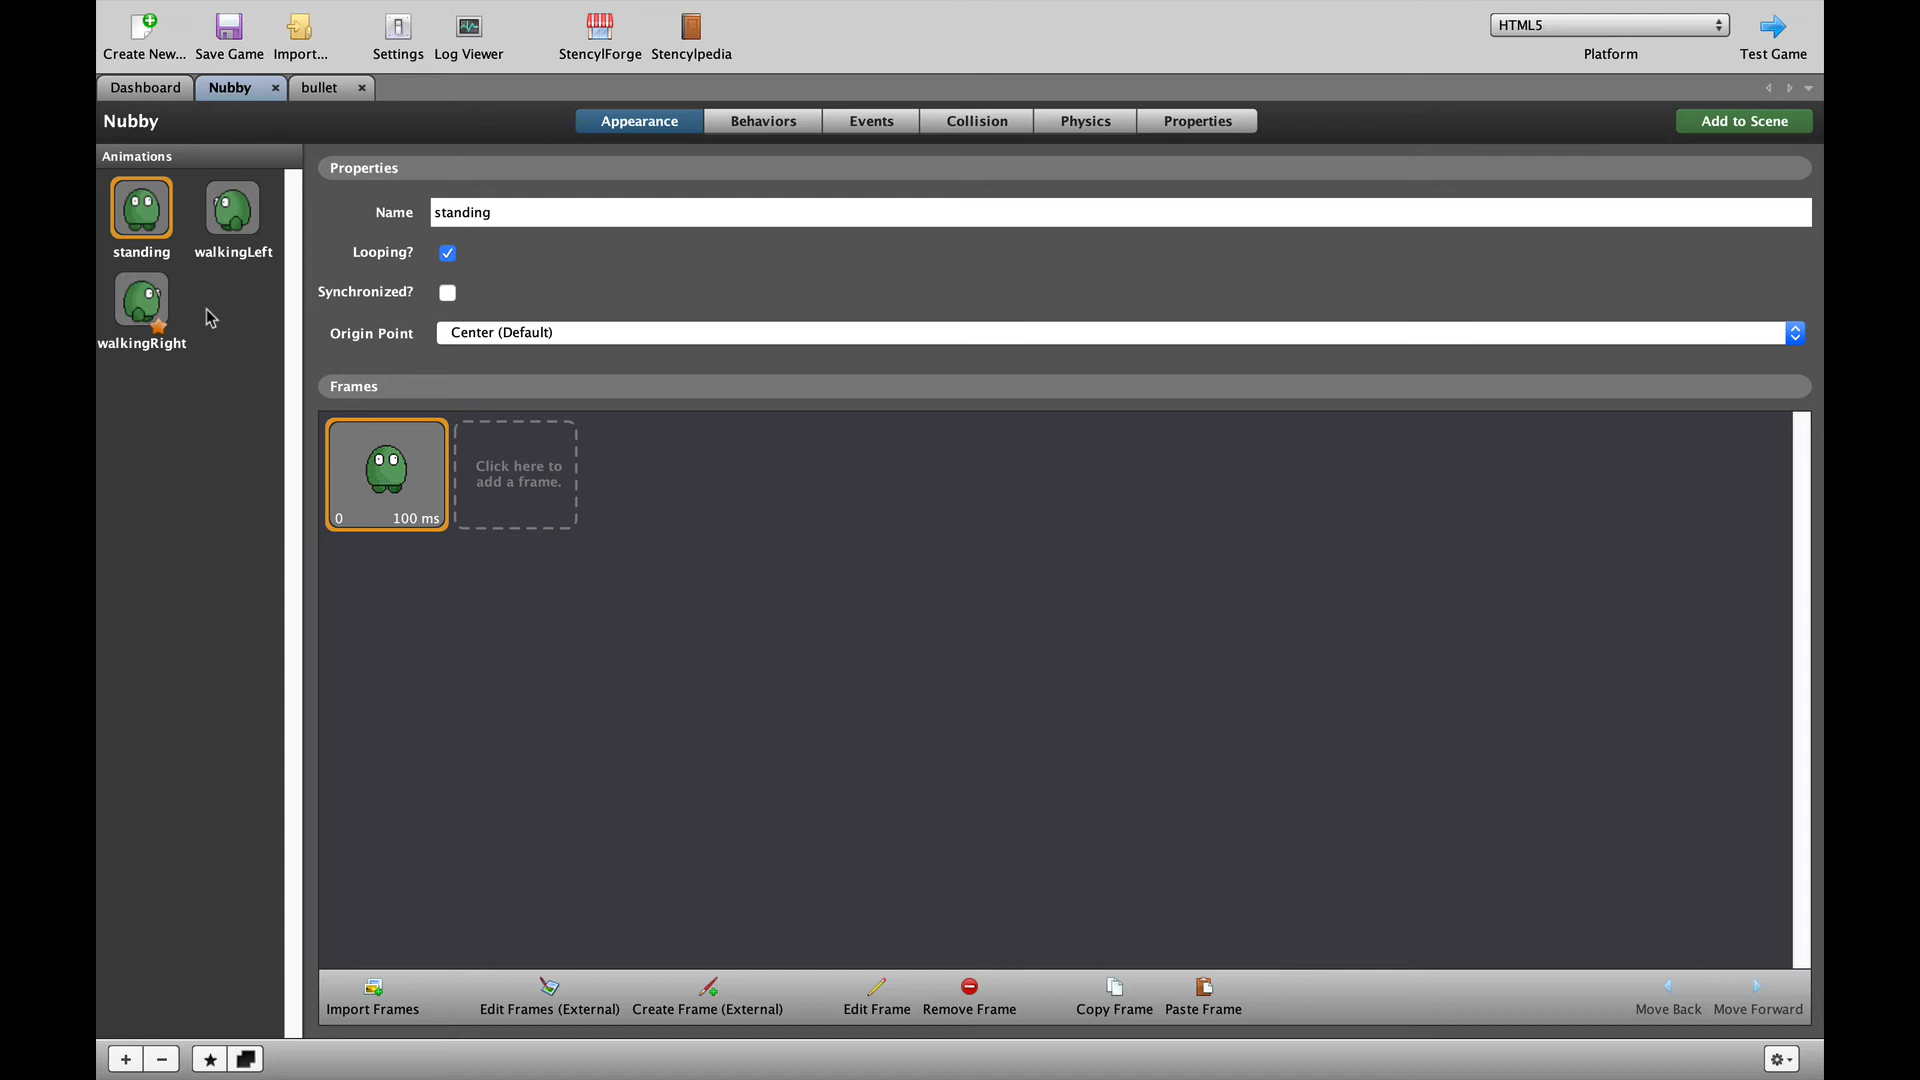 Create New... Save Game Import... Settings Log Viewer StencylForge Stencylpedia HTML5 Platform Test Game
Dashboard Nubby bullet
Nubby Appearance Behaviors Events Collision Physics Properties Add to Scene
Animations
standing walkingLeft
walkingRight
Properties
Name standing
Looping?
Synchronized?
Origin Point Center (Default)
Frames
Click here to
add a frame.
0 100 ms
Import Frames Edit Frames (External) Create Frame (External) Edit Frame Remove Frame Copy Frame Paste Frame Move Back Move Forward